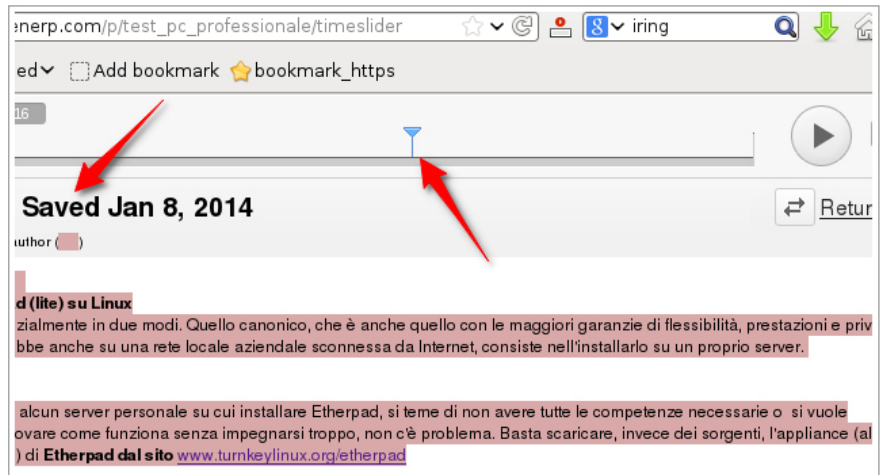 enerp.com/p/test_pc_professionale/timeslider 8 iring
ed Add bookmark bookmark_https
16
Saved Jan 8, 2014
Retur
author ( )
d (lite) su Linux
zialmente in due modi. Quello canonico, che è anche quello con le maggiori garanzie di flessibilità, prestazioni e priv
bbe anche su una rete locale aziendale sconnessa da Internet, consiste nell'installarlo su un proprio server.
alcun server personale su cui installare Etherpad, si teme di non avere tutte le competenze necessarie o si vuole
ovare come funziona senza impegnarsi troppo, non c'è problema. Basta scaricare, invece dei sorgenti, l'appliance (al
) di Etherpad dal sito www.turnkeylinux.org/etherpad